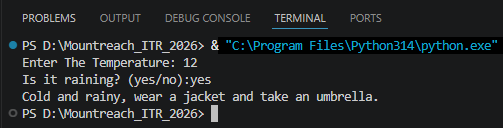 PROBLEMS OUTPUT DEBUG CONSOLE TERMINAL PORTS
PS D:\Mountreach_ITR_2026> & "C:\Program Files\Python314\python.exe"
Enter The Temperature: 12
Is it raining? (yes/no):yes
Cold and rainy, wear a jacket and take an umbrella.
PS D:\Mountreach_ITR_2026>